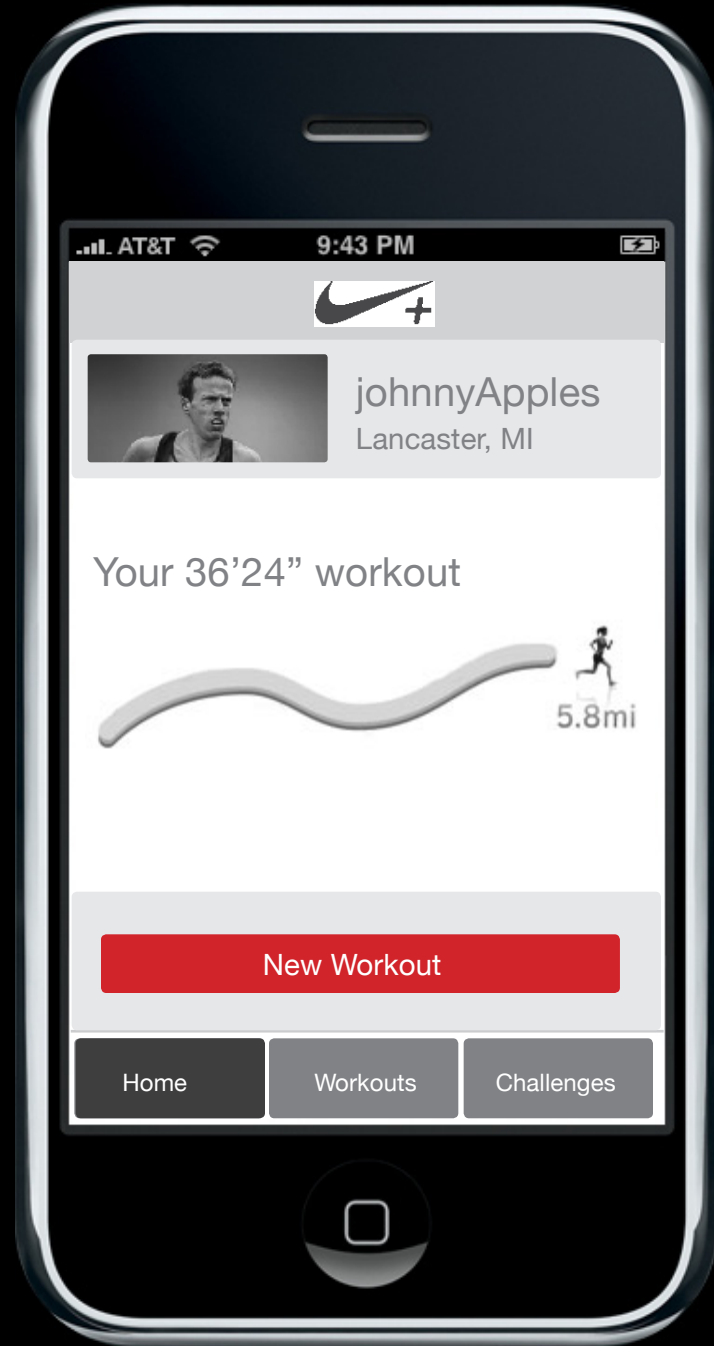 AT&T 9:43 PM
johnnyApples
Lancaster, MI
Your 36’24” workout
5.8mi
New Workout
Home Workouts Challenges